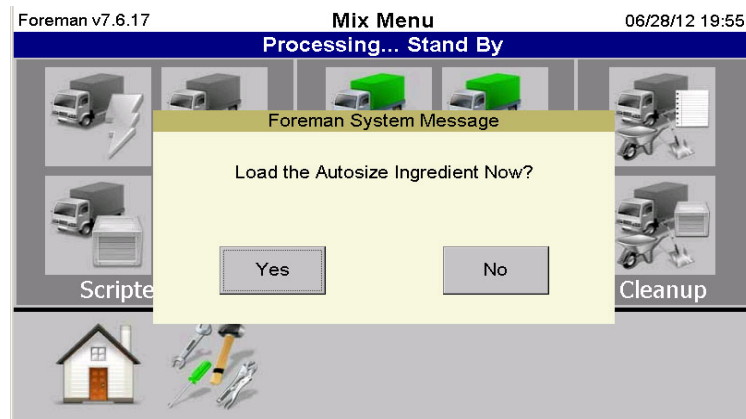 Foreman v7.6.17
Mix Menu
06/28/12 19:55
Processing... Stand By
Foreman System Message
Load the Autosize Ingredient Now?
Yes
No
Scripte
Cleanup